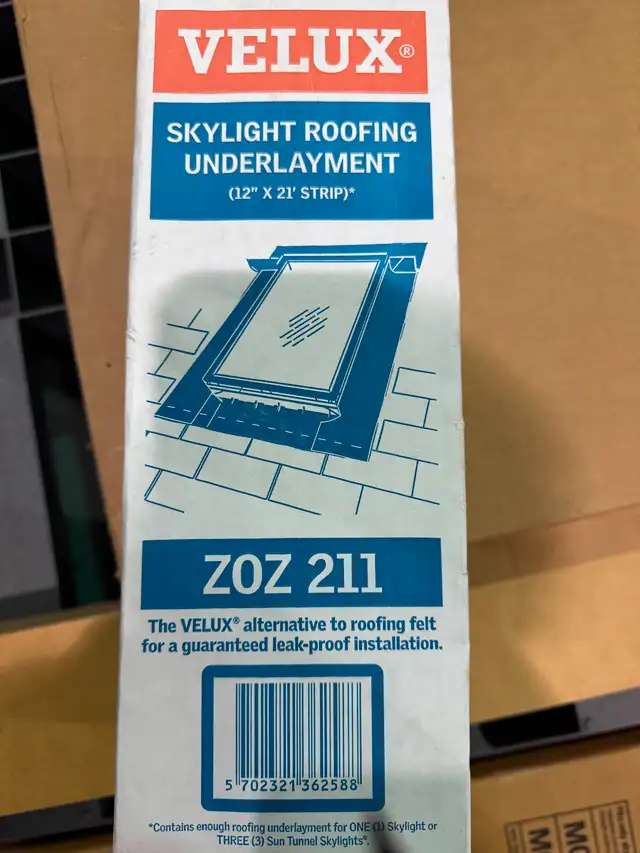 VELUX®
SKYLIGHT ROOFING
UNDERLAYMENT
(12" X 21' STRIP)*
ZOZ 211
The VELUX® alternative to roofing felt
for a guaranteed leak-proof installation.
5 702321 362588
*Contains enough roofing underlayment for ONE (1) Skylight or
THREE (3) Sun Tunnel Skylights®.